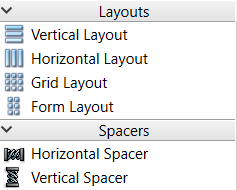 Layouts
Vertical Layout
Horizontal Layout
Grid Layout
Form Layout
Spacers
Horizontal Spacer
Vertical Spacer